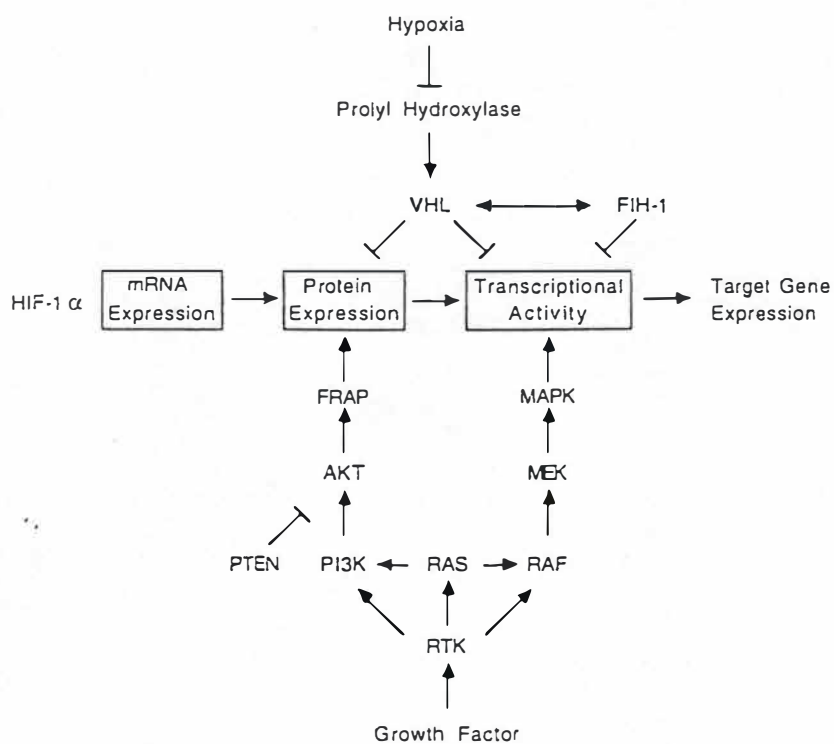 Hypoxia
Prolyl Hydroxylase
VHL
FIH-1
HIF-1 α
mRNA
Expression
Protein
Expression
Transcriptional
Activity
Target Gene
Expression
FRAP
MAPK
AKT
MEK
PTEN
PI3K
RAS
RAF
RTK
Growth Factor